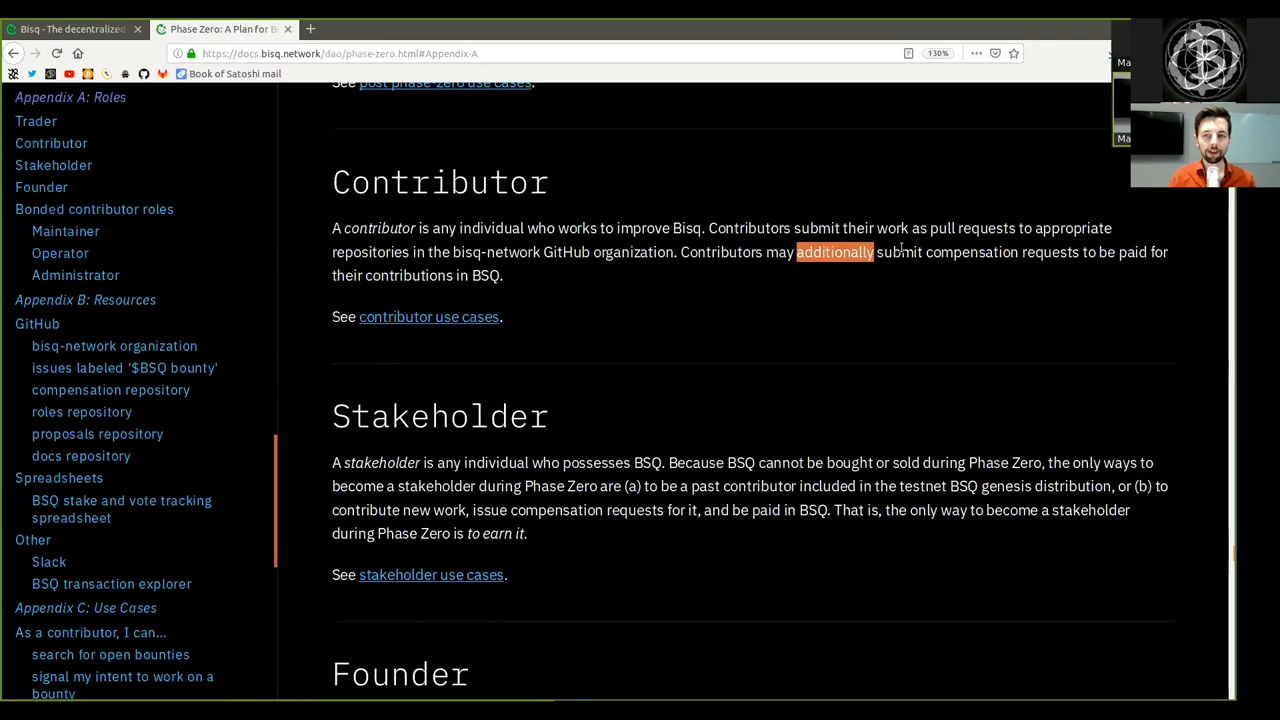 Bisq - The decentralized
Phase Zero: A Plan for B
https://docs.bisq.network/dao/phase-zero.html#Appendix-A
130%
Book of Satoshi mail
Ma
Ma
Appendix A: Roles
Trader
Contributor
Stakeholder
Founder
Bonded contributor roles
Maintainer
Operator
Administrator
Appendix B: Resources
GitHub
bisq-network organization
issues labeled '$BSQ bounty'
compensation repository
roles repository
proposals repository
docs repository
Spreadsheets
BSQ stake and vote tracking
spreadsheet
Other
Slack
BSQ transaction explorer
Appendix C: Use Cases
As a contributor, I can...
search for open bounties
signal my intent to work on a
bounty
See post phase-zero use cases.
Contributor
A contributor is any individual who works to improve Bisq. Contributors submit their work as pull requests to appropriate
repositories in the bisq-network GitHub organization. Contributors may additionally submit compensation requests to be paid for
their contributions in BSQ.
See contributor use cases.
Stakeholder
A stakeholder is any individual who possesses BSQ. Because BSQ cannot be bought or sold during Phase Zero, the only ways to
become a stakeholder during Phase Zero are (a) to be a past contributor included in the testnet BSQ genesis distribution, or (b) to
contribute new work, issue compensation requests for it, and be paid in BSQ. That is, the only way to become a stakeholder
during Phase Zero is to earn it.
See stakeholder use cases.
Founder